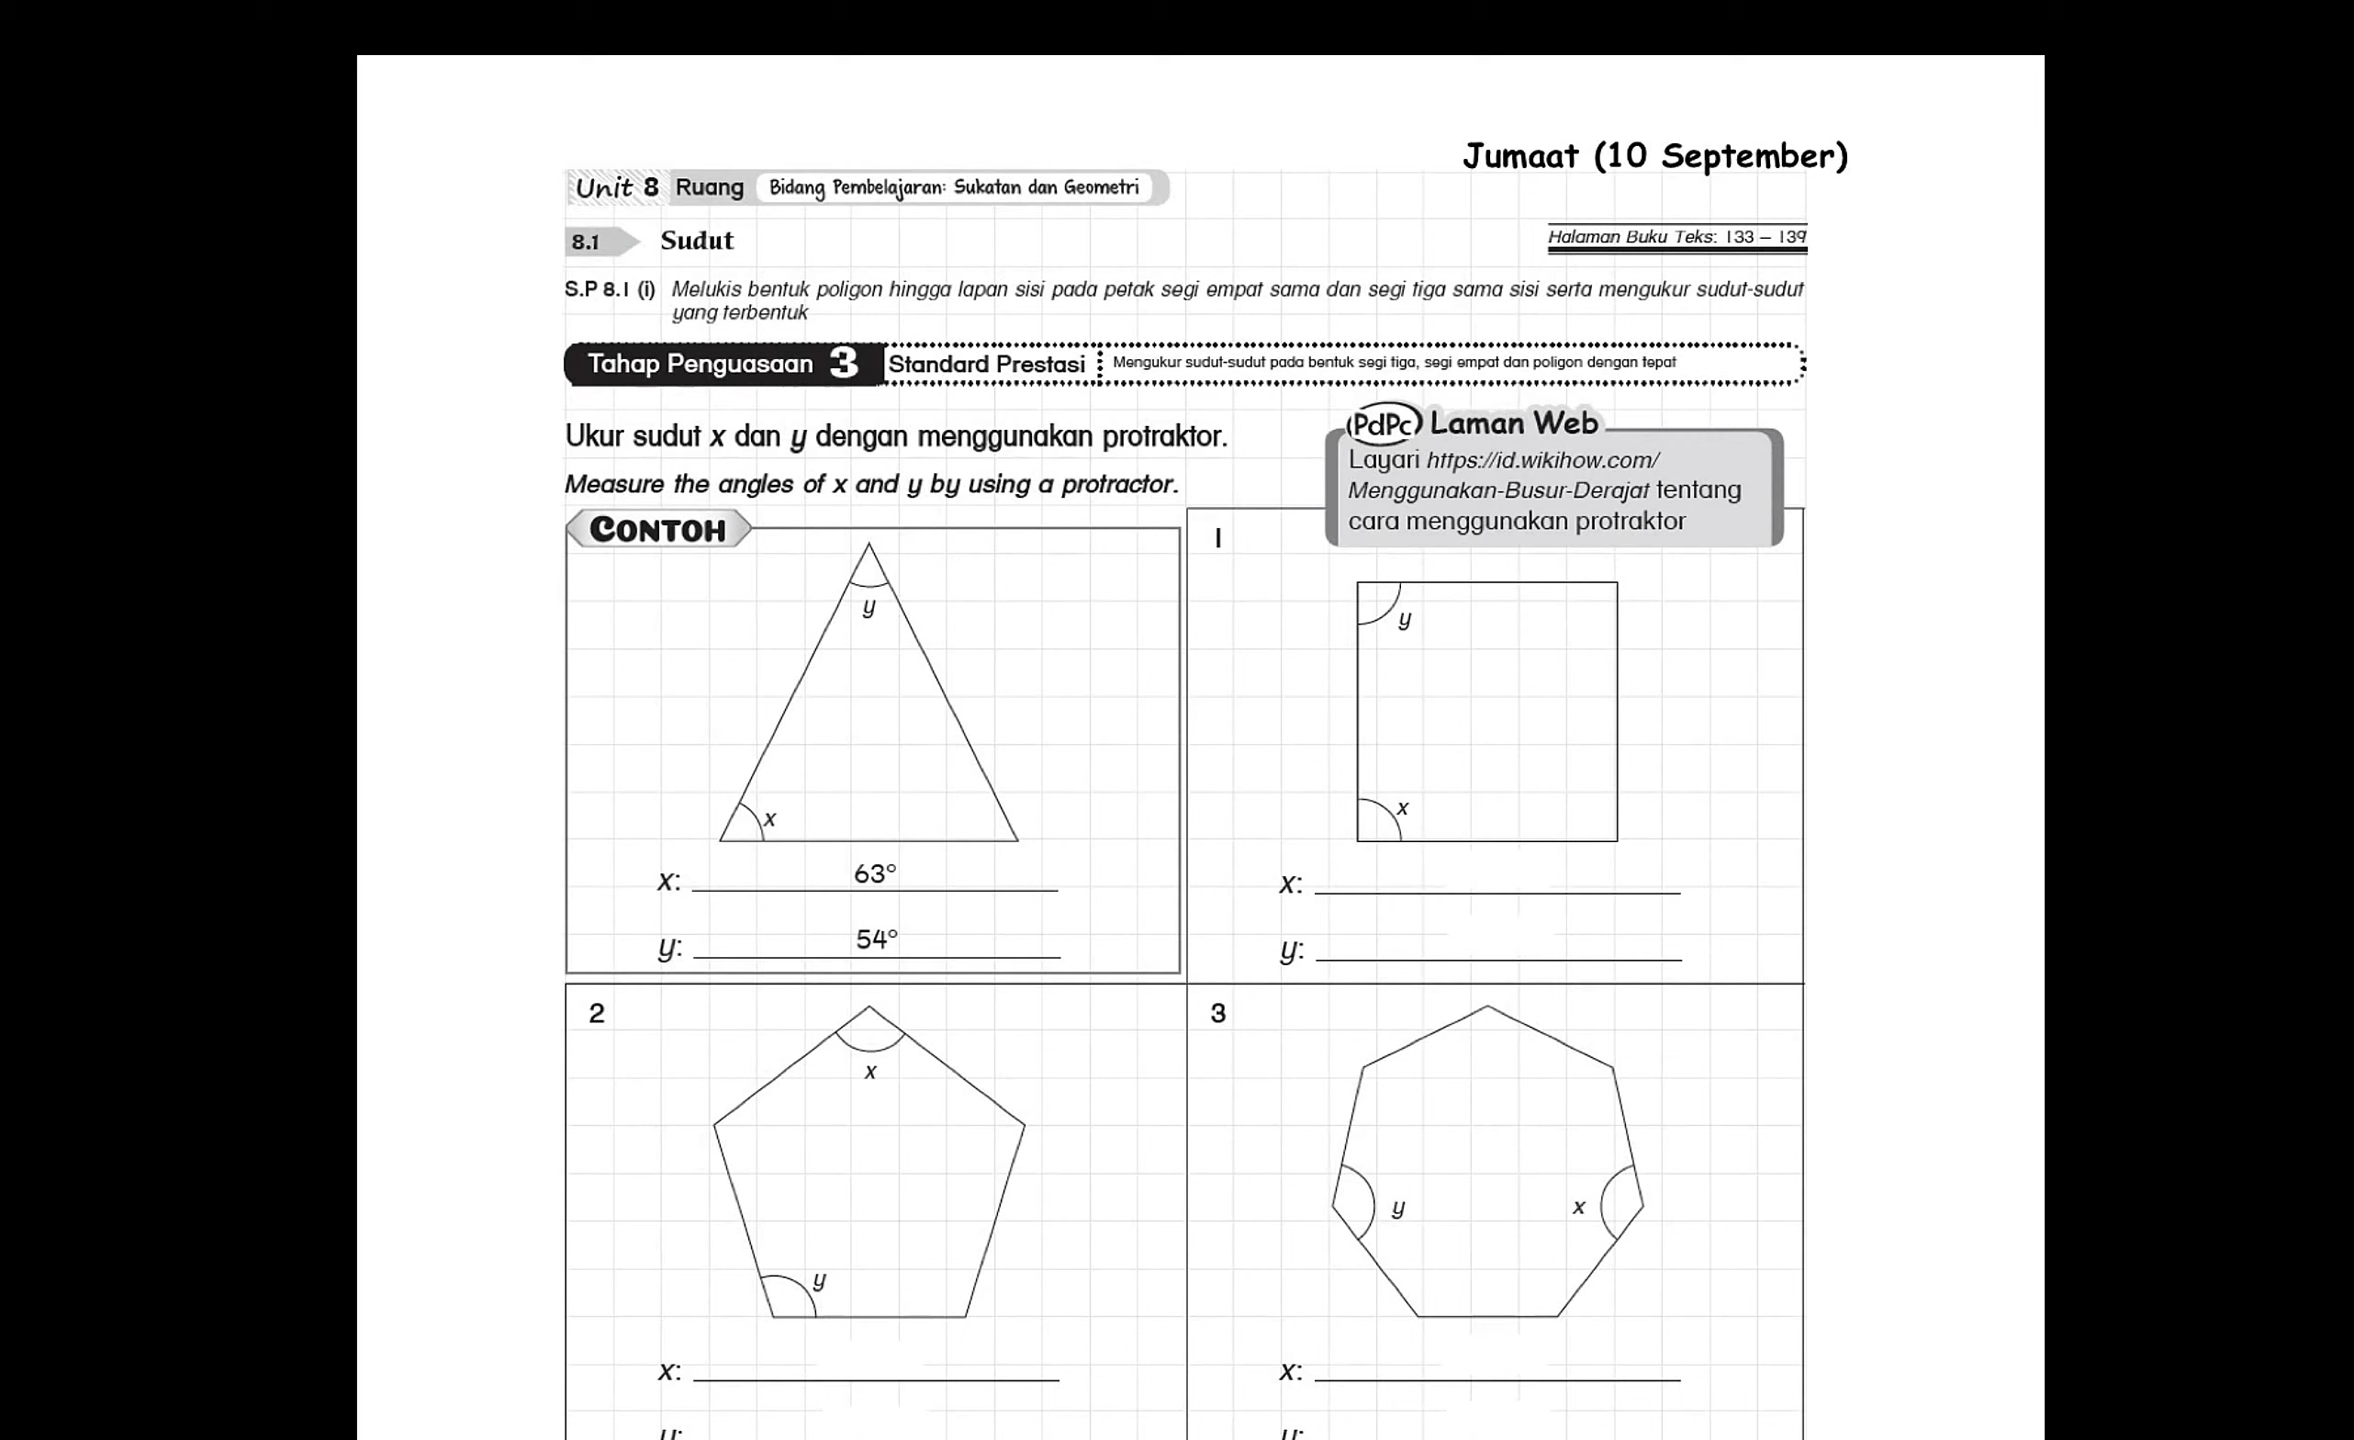 Jumaat (10 September)
Unit 8 Ruang Bidang Pembelajaran: Sukatan dan Geometri
8.1 Sudut
Halaman Buku Teks: 133 – 139
S.P 8.1 (i) Melukis bentuk poligon hingga lapan sisi pada petak segi empat sama dan segi tiga sama sisi serta mengukur sudut-sudut
yang terbentuk
Tahap Penguasaan 3 Standard Prestasi Mengukur sudut-sudut pada bentuk segi tiga, segi empat dan poligon dengan tepat
Ukur sudut x dan y dengan menggunakan protraktor.
Measure the angles of x and y by using a protractor.
PdPc Laman Web
Layari https://id.wikihow.com/
Menggunakan-Busur-Derajat tentang
cara menggunakan protraktor
CONTOH
y
x
x: 63°
y: 54°
1
y
x
x:
y:
2
x
y
x:
y:
3
y x
x:
y: